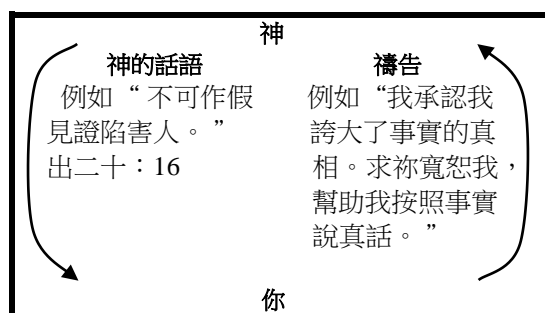 神
神的話語
例如“不可作假
見證陷害人。”
出二十：16
禱告
例如“我承認我
誇大了事實的真
相。求祢寬恕我，
幫助我按照事實
說真話。”
你